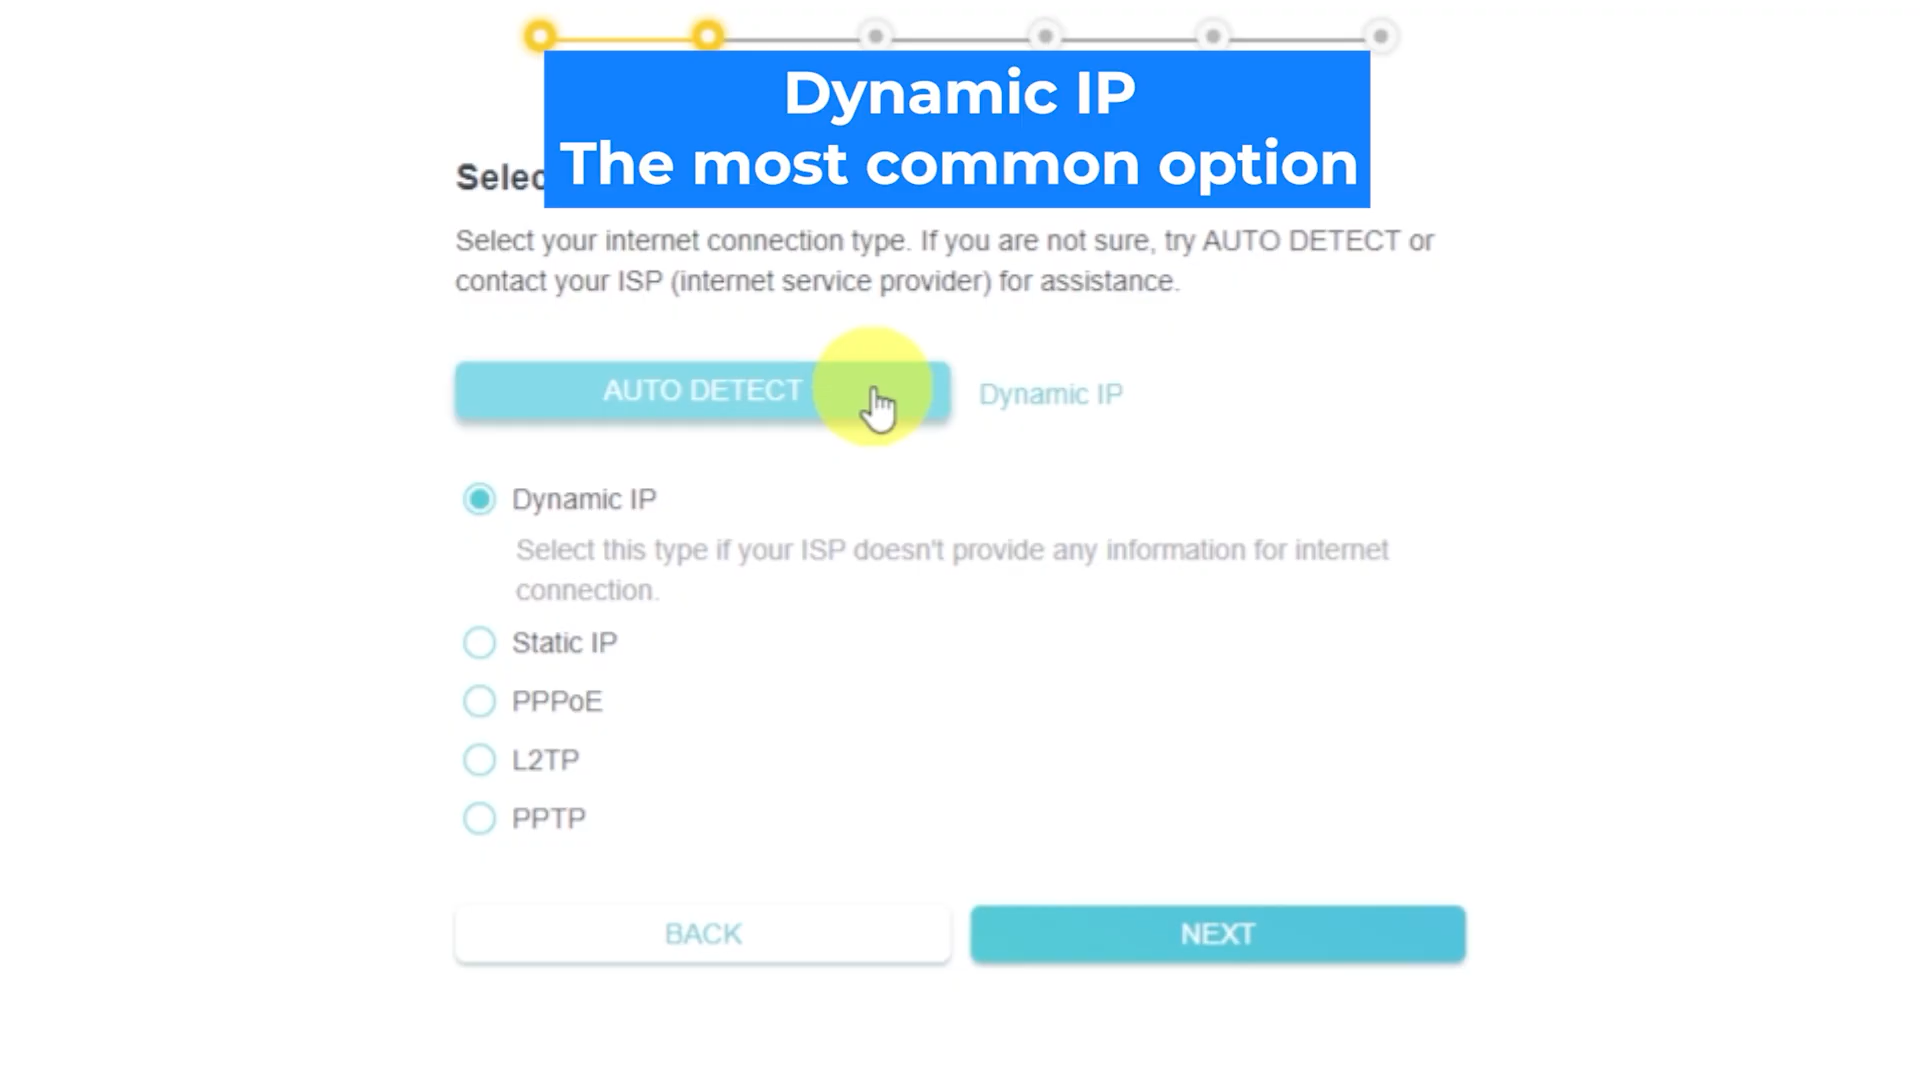 Dynamic IP
The most common option
Selec
Select your internet connection type. If you are not sure, try AUTO DETECT or
contact your ISP (internet service provider) for assistance.
AUTO DETECT
Dynamic IP
Dynamic IP
Select this type if your ISP doesn't provide any information for internet
connection.
Static IP
PPPoE
L2TP
PPTP
BACK
NEXT